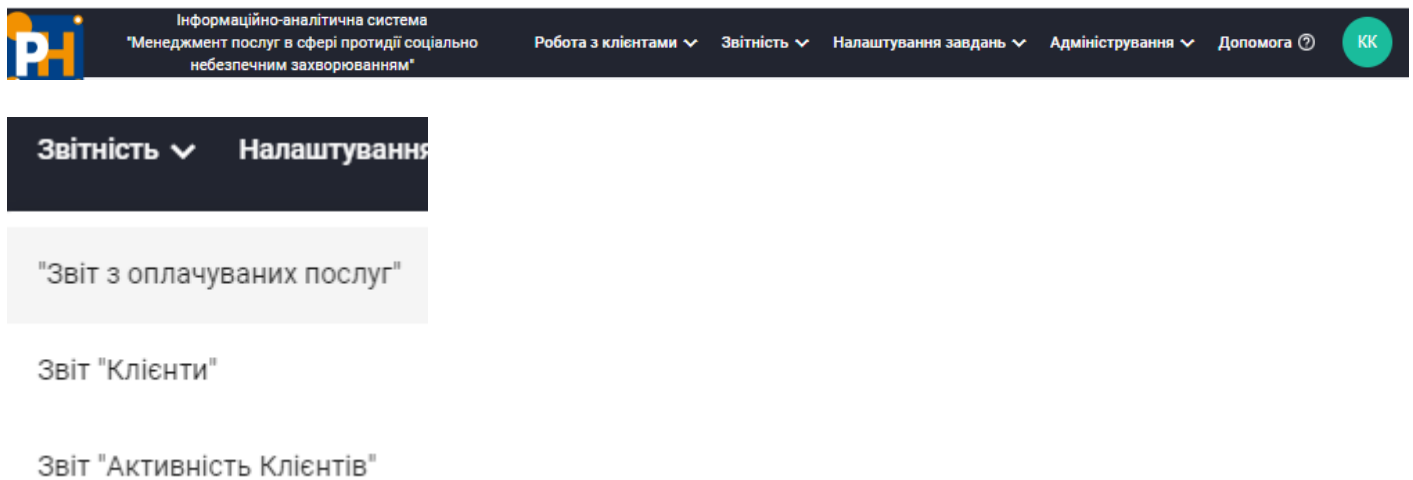 PH
Інформаційно-аналітична система
"Менеджмент послуг в сфері протидії соціально
небезпечним захворюванням"
Робота з клієнтами Звітність Налаштування завдань Адміністрування Допомога КК
Звітність Налаштування
"Звіт з оплачуваних послуг"
Звіт "Клієнти"
Звіт "Активність Клієнтів"